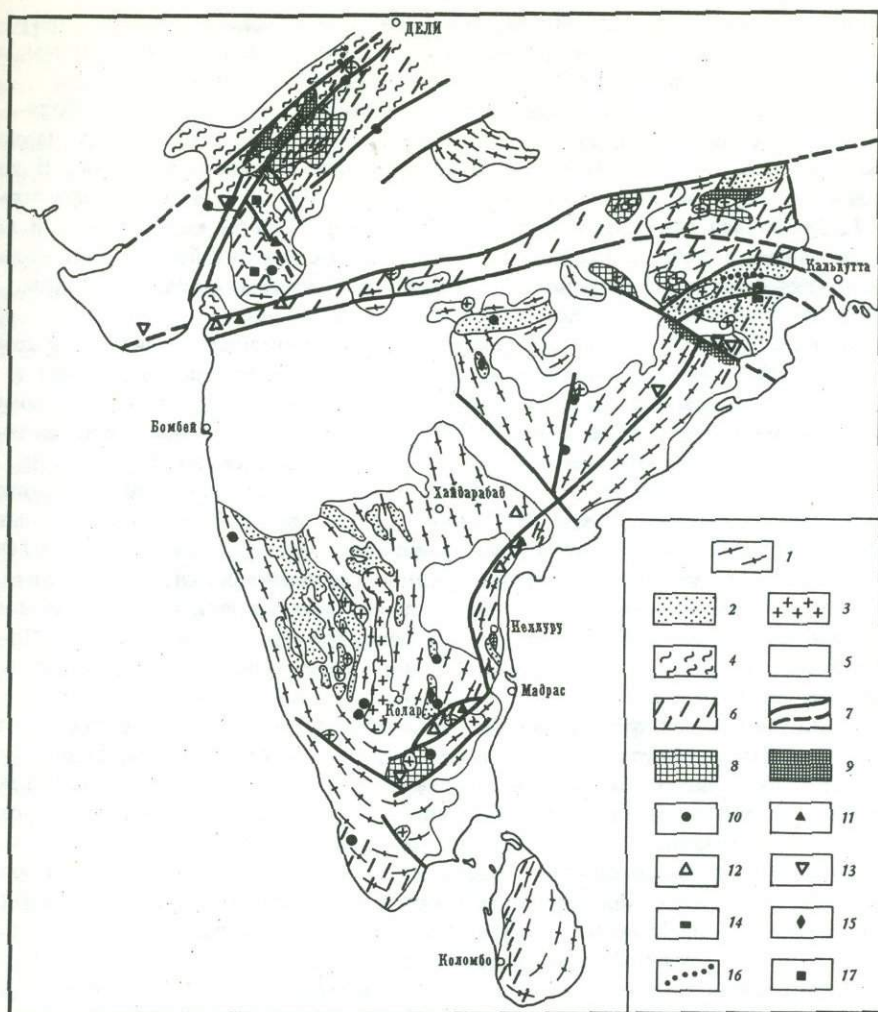 ДЕЛИ
Калькутта
Бомбей
Хайдарабад
Неллуру
Мадрас
Колар
Коломбо
1
2 3
4 5
6 7
8 9
10 11
12 13
14 15
16 17